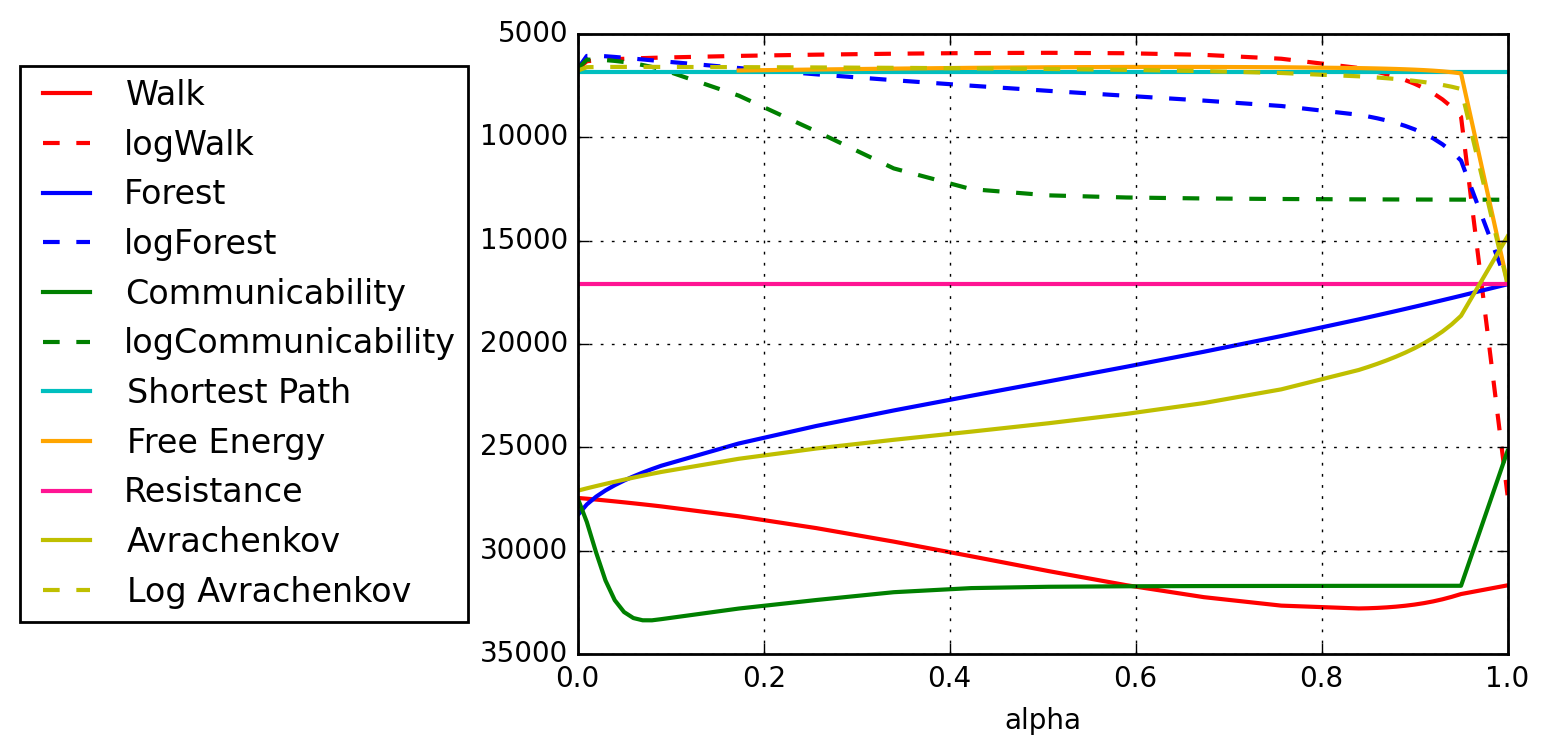 Walk
logWalk
Forest
logForest
Communicability
logCommunicability
Shortest Path
Free Energy
Resistance
Avrachenkov
Log Avrachenkov
5000
10000
15000
20000
25000
30000
35000
0.0 0.2 0.4 0.6 0.8 1.0
alpha